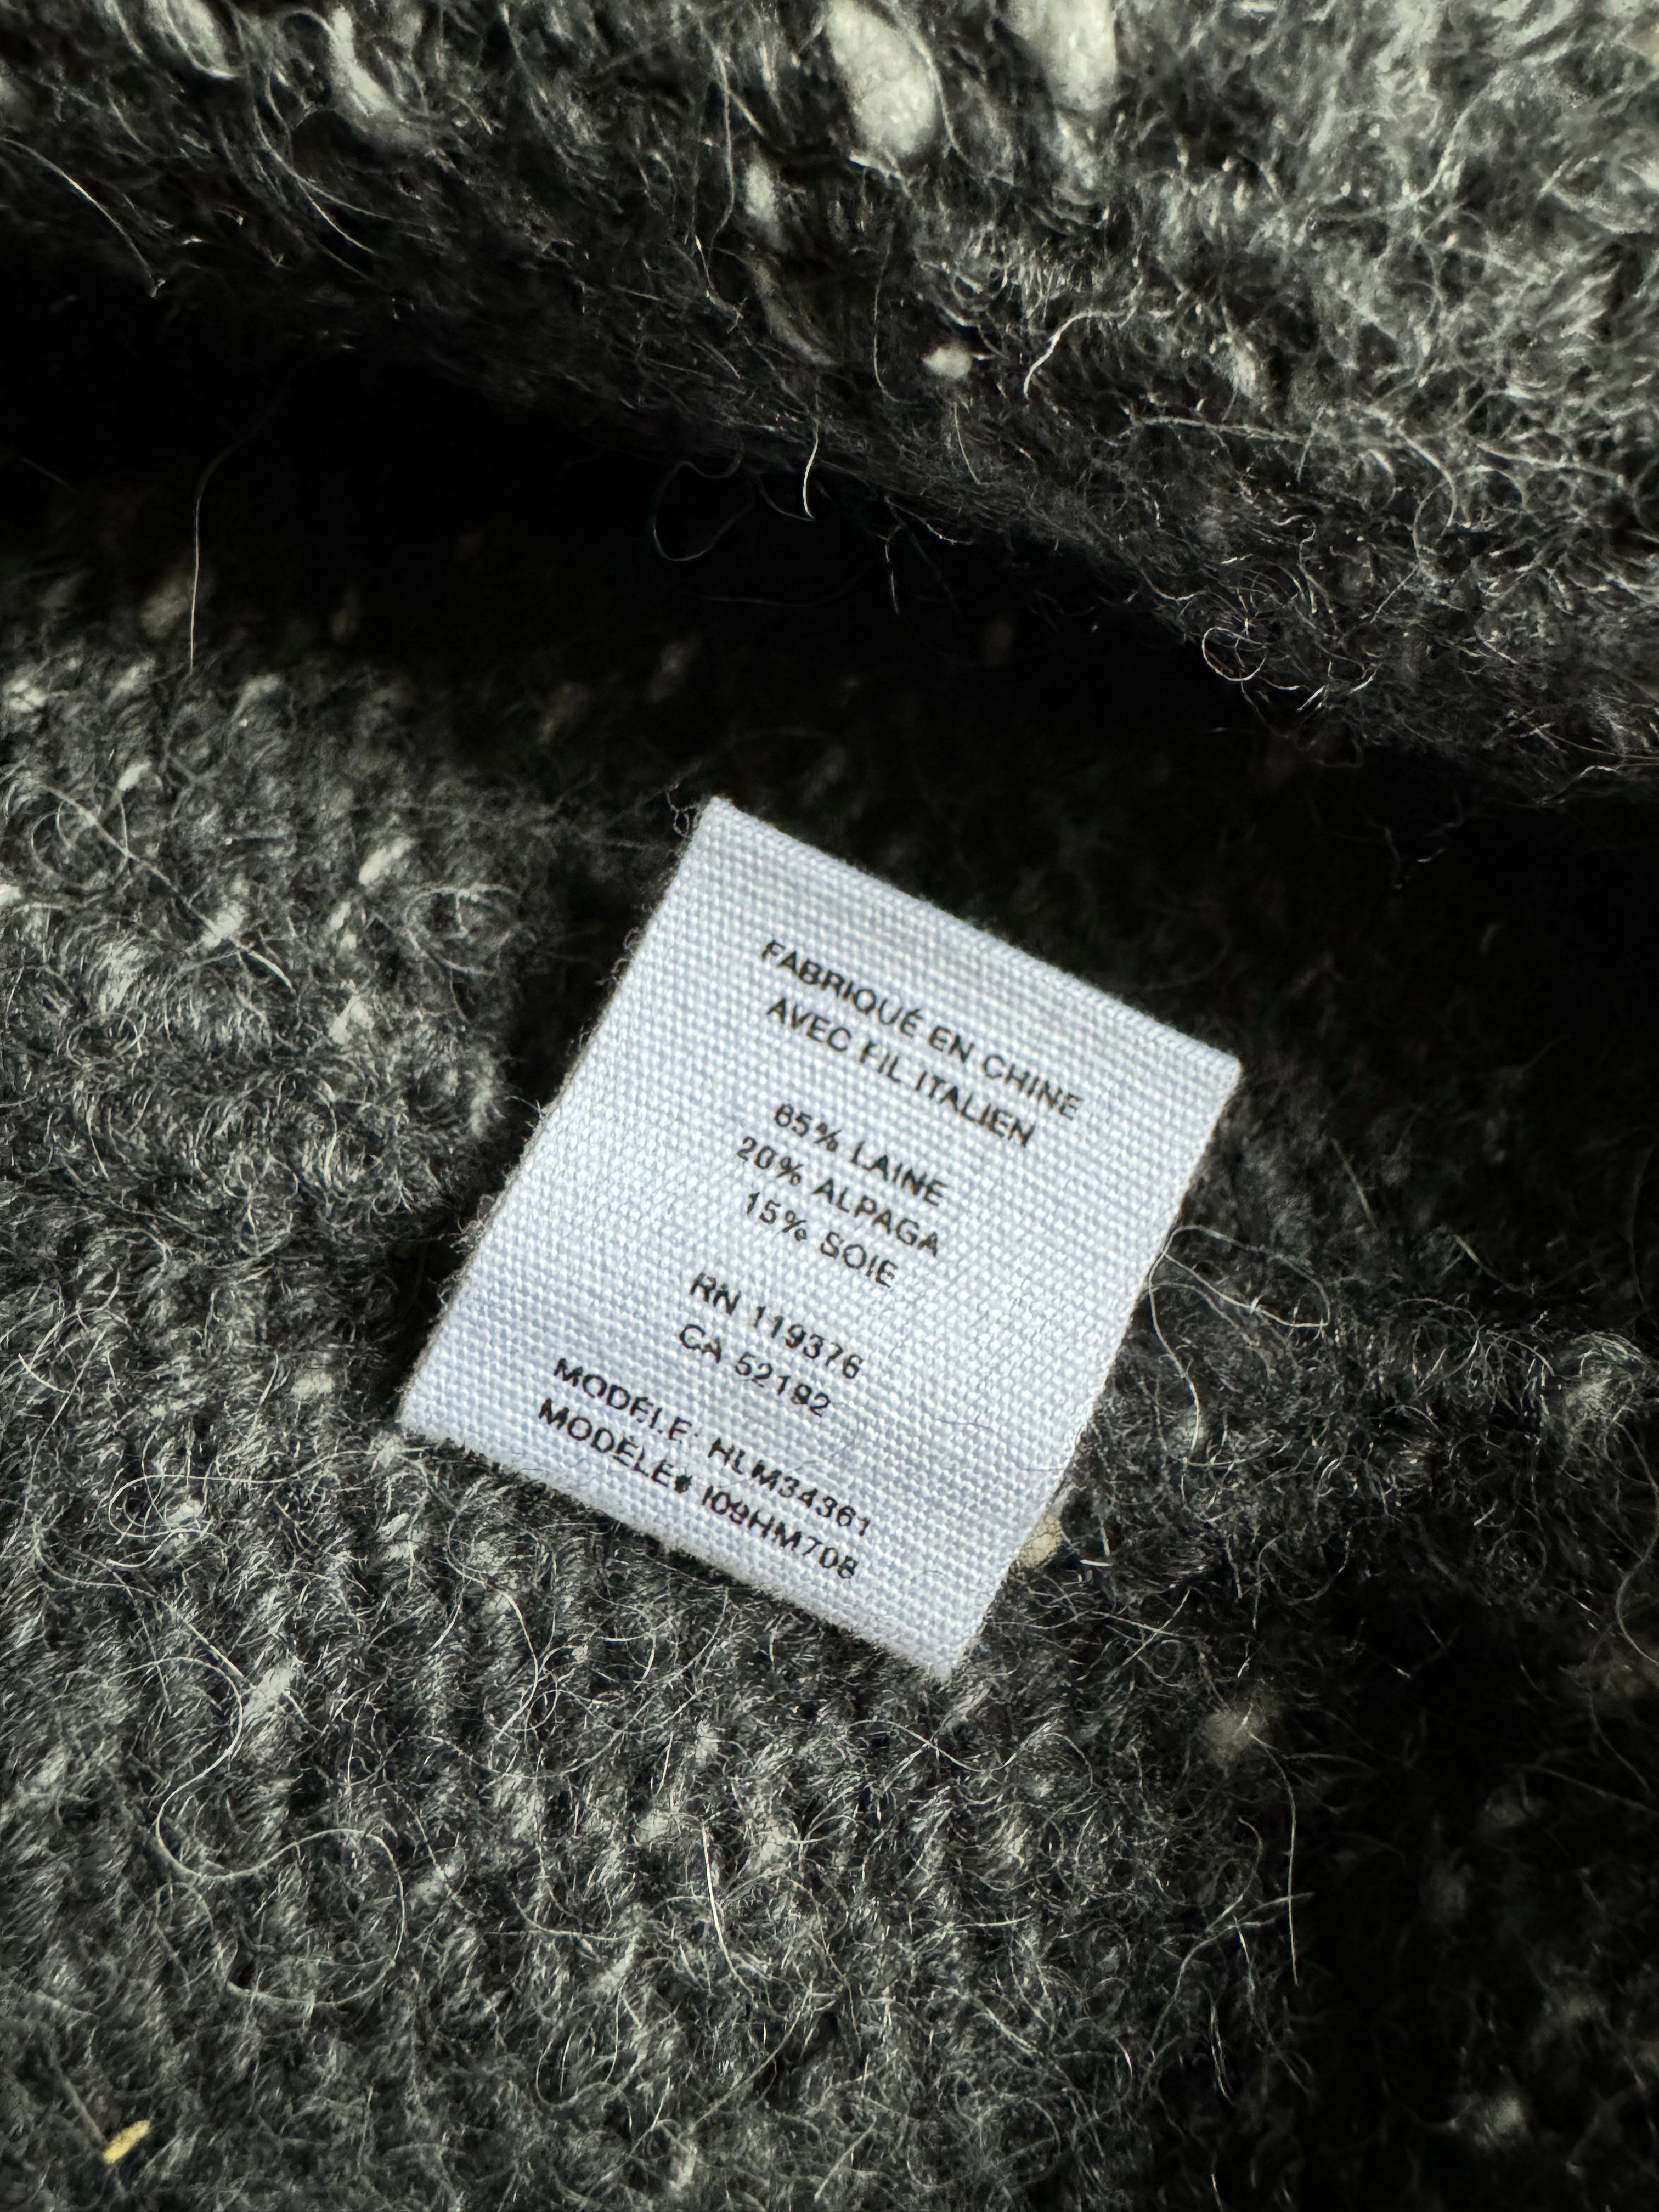 FABRIQUÉ EN CHINE
AVEC FIL ITALIEN
65% LAINE
20% ALPAGA
15% SOIE
RN 119376
CA 52192
MODÈLE: HLM34361
MODÈLE# I09HM708